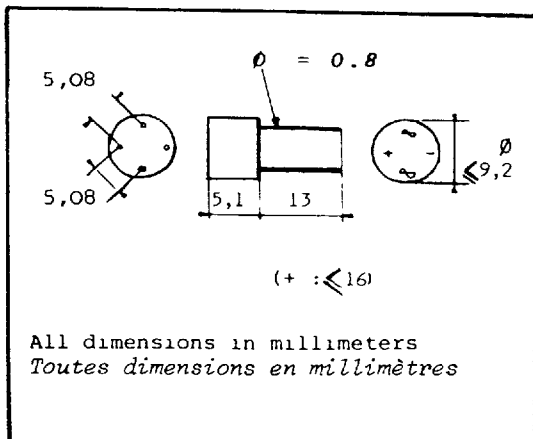 ø = 0.8
5,08
5,08
5,1 13
+ -
ø
⩽9,2
(+ :⩽16)
All dimensions in millimeters
Toutes dimensions en millimètres